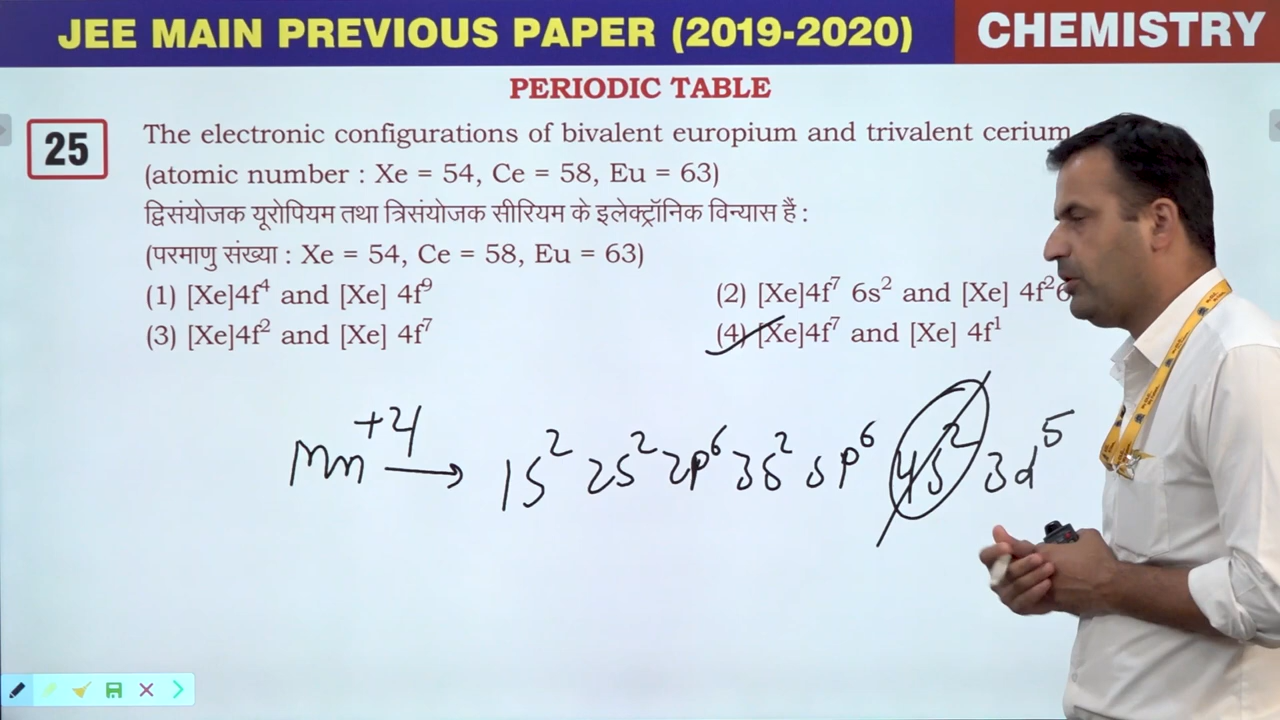 JEE MAIN PREVIOUS PAPER (2019-2020) CHEMISTRY
PERIODIC TABLE
25 The electronic configurations of bivalent europium and trivalent cerium
(atomic number : Xe = 54, Ce = 58, Eu = 63)
द्विसंयोजक यूरोपियम तथा त्रिसंयोजक सीरियम के इलेक्ट्रॉनिक विन्यास हैं :
(परमाणु संख्या : Xe = 54, Ce = 58, Eu = 63)
(1) [Xe]4f⁴ and [Xe] 4f⁹ (2) [Xe]4f⁷ 6s² and [Xe] 4f²6
(3) [Xe]4f² and [Xe] 4f⁷ (4) [Xe]4f⁷ and [Xe] 4f¹
Mn⁺⁴ → 1s² 2s² 2p⁶ 3s² 3p⁶ 4s² 3d⁵